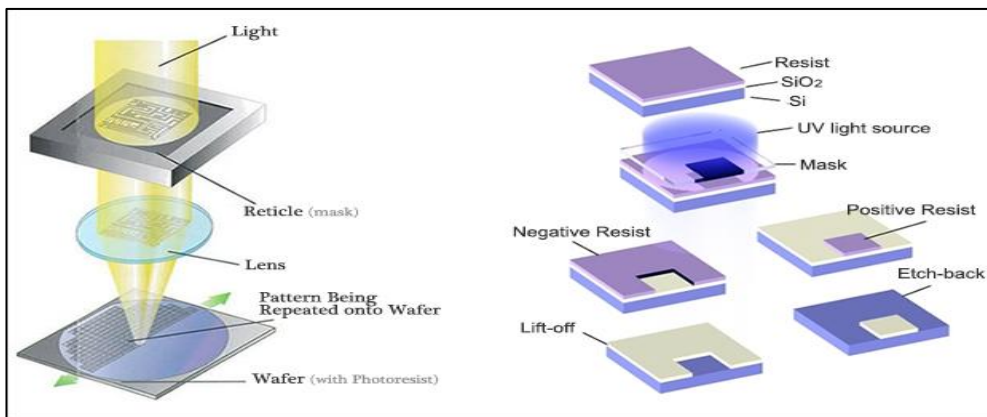 Light
Reticle (mask)
Lens
Pattern Being
Repeated onto Wafer
Wafer (with Photoresist)
Resist
SiO₂
Si
UV light source
Mask
Negative Resist
Positive Resist
Etch-back
Lift-off